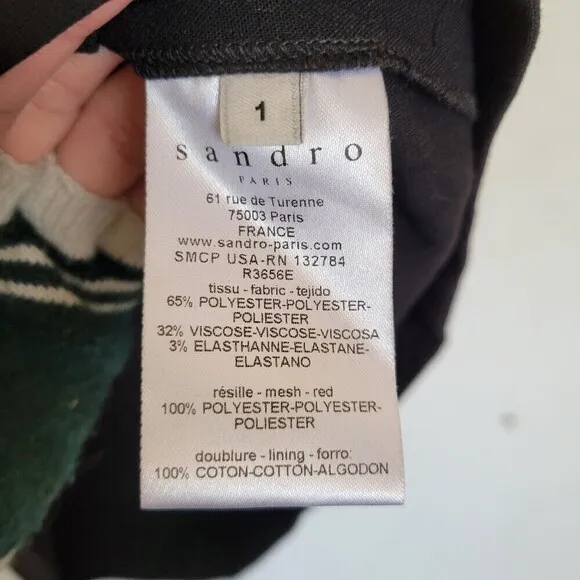 1
sandro
PARIS
61 rue de Turenne
75003 Paris
FRANCE
www.sandro-paris.com
SMCP USA-RN 132784
R3656E
tissu - fabric - tejido
65% POLYESTER-POLYESTER-
POLIESTER
32% VISCOSE-VISCOSE-VISCOSA
3% ELASTHANNE-ELASTANE-
ELASTANO
résille - mesh - red
100% POLYESTER-POLYESTER-
POLIESTER
doublure - lining - forro:
100% COTON-COTTON-ALGODON